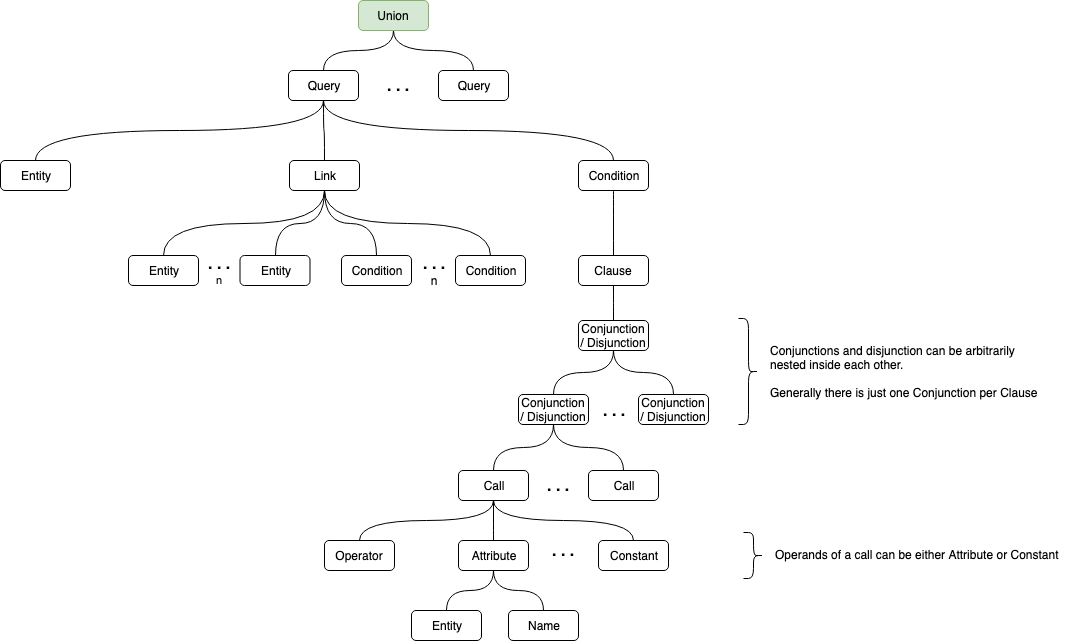 Union
Query
. . .
Query
Entity
Link
Condition
Entity
. . .
n
Entity
Condition
. . .
n
Condition
Clause
Conjunction
/ Disjunction
Conjunctions and disjunction can be arbitrarily
nested inside each other.
Generally there is just one Conjunction per Clause
Conjunction
/ Disjunction
. . .
Conjunction
/ Disjunction
Call
. . .
Call
Operator
Attribute
. . .
Constant
Operands of a call can be either Attribute or Constant
Entity
Name